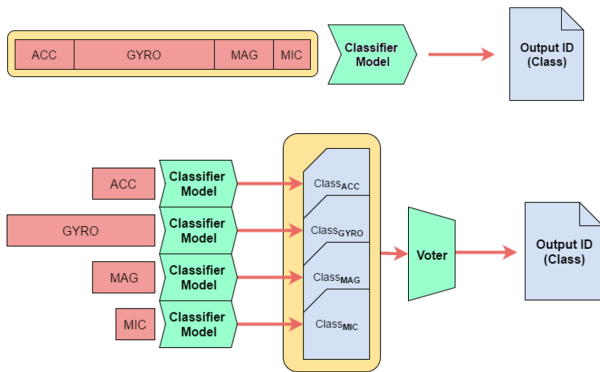 ACC GYRO MAG MIC
Classifier
Model
Output ID
(Class)
ACC
Classifier
Model
ClassACC
GYRO
Classifier
Model
ClassGYRO
Voter
Output ID
(Class)
MAG
Classifier
Model
ClassMAG
MIC
Classifier
Model
ClassMIC